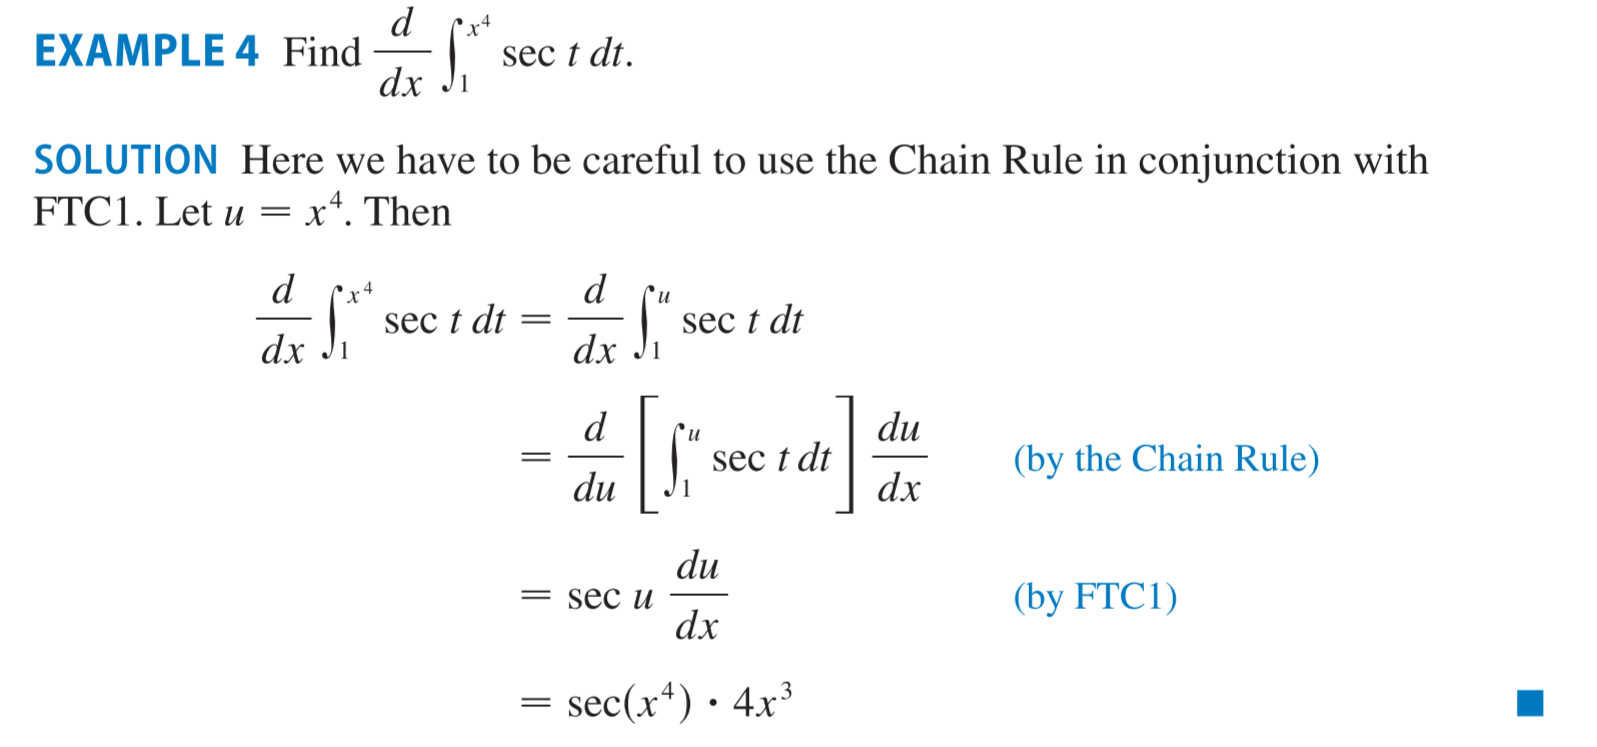 EXAMPLE 4 Find $\frac{d}{dx} \int_1^{x^4} \sec t \, dt.$
SOLUTION Here we have to be careful to use the Chain Rule in conjunction with
FTC1. Let $u = x^4$. Then
$\frac{d}{dx} \int_1^{x^4} \sec t \, dt = \frac{d}{dx} \int_1^u \sec t \, dt$
$= \frac{d}{du} \left[ \int_1^u \sec t \, dt \right] \frac{du}{dx}$ (by the Chain Rule)
$= \sec u \frac{du}{dx}$ (by FTC1)
$= \sec(x^4) \cdot 4x^3$ ■